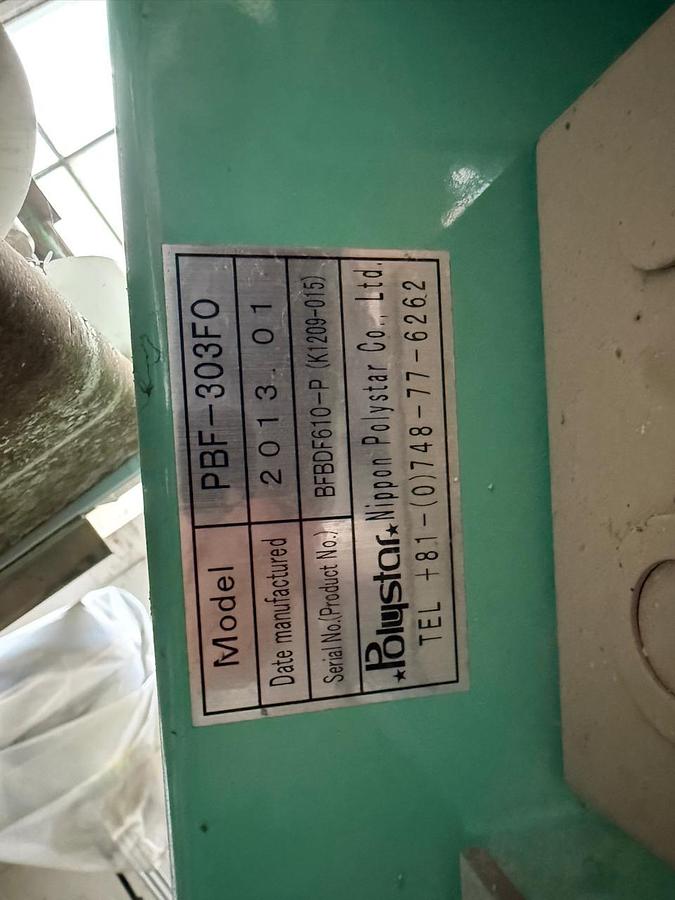 Model PBF-303FO
Date manufactured 2013.01
Serial No.(Product No.) BFBDF610-P (K1209-015)
Polystar Nippon Polystar Co., Ltd.
TEL +81-(0)748-77-6262